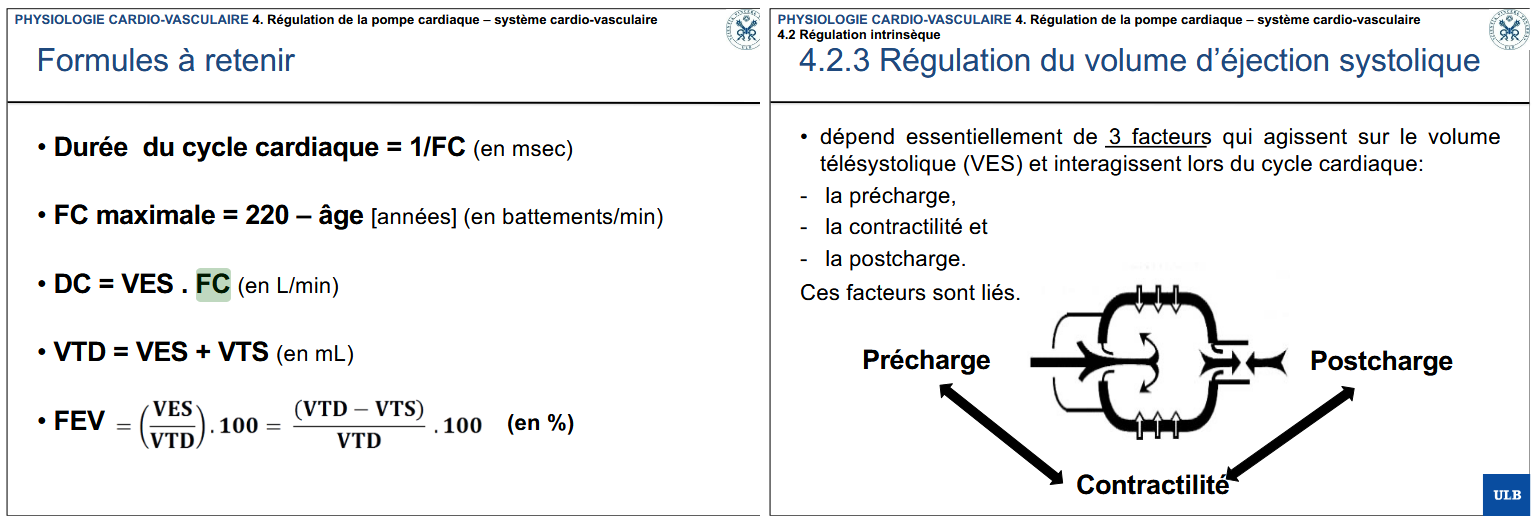 PHYSIOLOGIE CARDIO-VASCULAIRE 4. Régulation de la pompe cardiaque – système cardio-vasculaire
Formules à retenir
• Durée du cycle cardiaque = 1/FC (en msec)
• FC maximale = 220 – âge [années] (en battements/min)
• DC = VES . FC (en L/min)
• VTD = VES + VTS (en mL)
• FEV = (VES/VTD) . 100 = (VTD − VTS)/VTD . 100 (en %)
PHYSIOLOGIE CARDIO-VASCULAIRE 4. Régulation de la pompe cardiaque – système cardio-vasculaire
4.2 Régulation intrinsèque
4.2.3 Régulation du volume d'éjection systolique
• dépend essentiellement de 3 facteurs qui agissent sur le volume
télésystolique (VES) et interagissent lors du cycle cardiaque:
- la précharge,
- la contractilité et
- la postcharge.
Ces facteurs sont liés.
Précharge
Postcharge
Contractilité
ULB